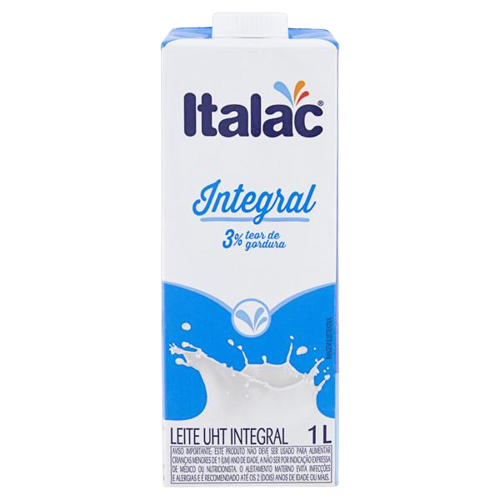 Italac®
Integral
3% teor de
gordura
LEITE UHT INTEGRAL 1 L
AVISO IMPORTANTE: ESTE PRODUTO NÃO DEVE SER USADO PARA ALIMENTAR
CRIANÇAS MENORES DE 1 (UM) ANO DE IDADE, A NÃO SER POR INDICAÇÃO EXPRESSA
DE MÉDICO OU NUTRICIONISTA. O ALEITAMENTO MATERNO EVITA INFECÇÕES
E ALERGIAS E É RECOMENDADO ATÉ OS 2 (DOIS) ANOS DE IDADE OU MAIS.